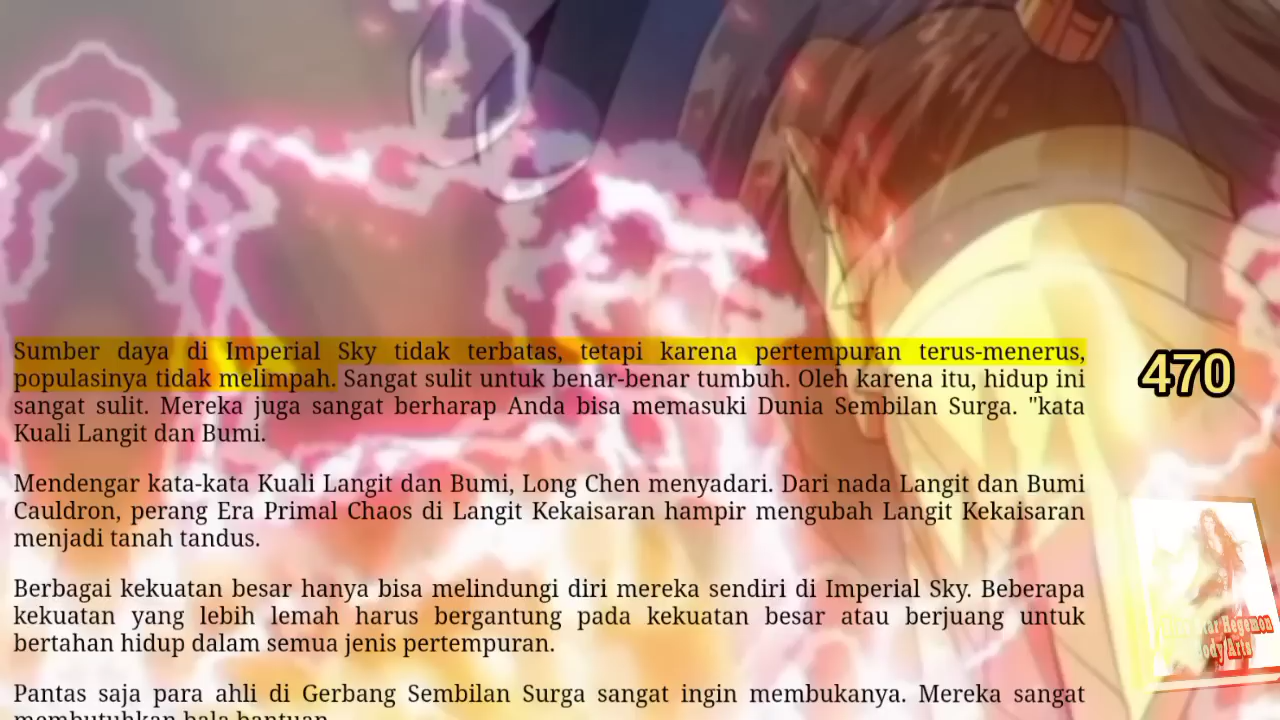 Sumber daya di Imperial Sky tidak terbatas, tetapi karena pertempuran terus-menerus,
populasinya tidak melimpah. Sangat sulit untuk benar-benar tumbuh. Oleh karena itu, hidup ini
sangat sulit. Mereka juga sangat berharap Anda bisa memasuki Dunia Sembilan Surga. "kata
Kuali Langit dan Bumi.
470
Mendengar kata-kata Kuali Langit dan Bumi, Long Chen menyadari. Dari nada Langit dan Bumi
Cauldron, perang Era Primal Chaos di Langit Kekaisaran hampir mengubah Langit Kekaisaran
menjadi tanah tandus.
Berbagai kekuatan besar hanya bisa melindungi diri mereka sendiri di Imperial Sky. Beberapa
kekuatan yang lebih lemah harus bergantung pada kekuatan besar atau berjuang untuk
bertahan hidup dalam semua jenis pertempuran.
Hegemon
Body Arts
Pantas saja para ahli di Gerbang Sembilan Surga sangat ingin membukanya. Mereka sangat
membutuhkan bala bantuan